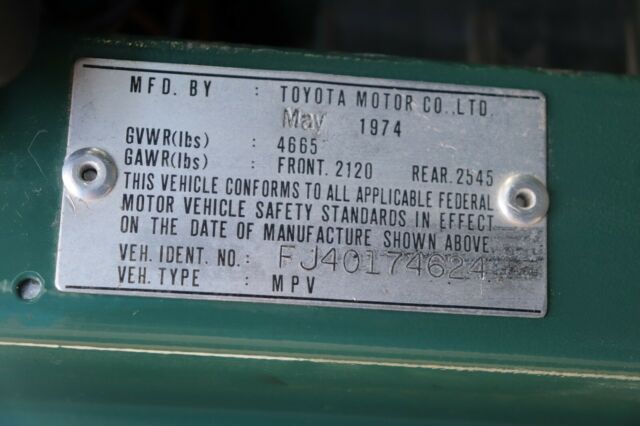 MFD. BY : TOYOTA MOTOR CO.,LTD.
May 1974
GVWR(lbs) : 4665
GAWR(lbs) : FRONT. 2120 REAR. 2545
THIS VEHICLE CONFORMS TO ALL APPLICABLE FEDERAL
MOTOR VEHICLE SAFETY STANDARDS IN EFFECT
ON THE DATE OF MANUFACTURE SHOWN ABOVE.
VEH. IDENT. NO.: FJ40174624
VEH. TYPE : MPV